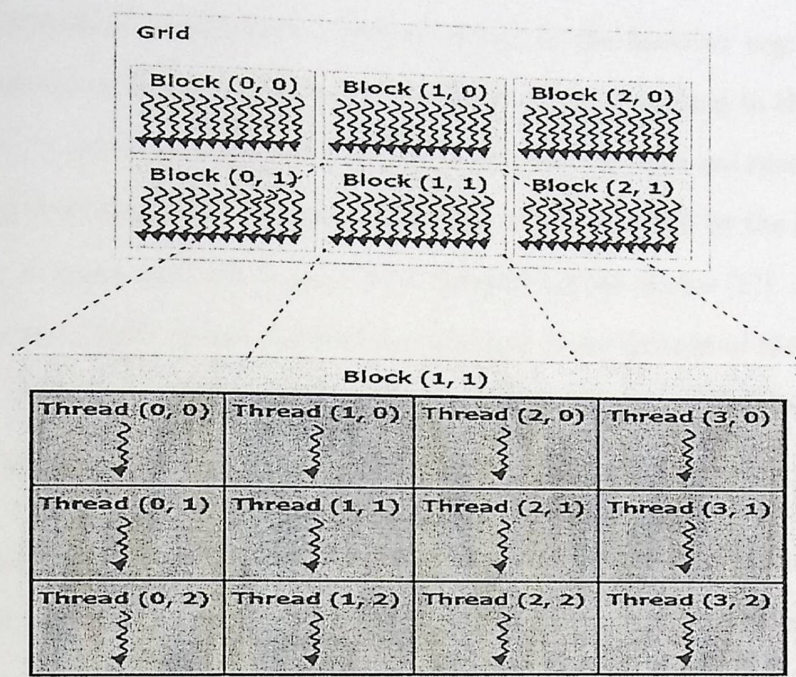 Grid
Block (0, 0) Block (1, 0) Block (2, 0)
Block (0, 1) Block (1, 1) Block (2, 1)
Block (1, 1)
Thread (0, 0) Thread (1, 0) Thread (2, 0) Thread (3, 0)
Thread (0, 1) Thread (1, 1) Thread (2, 1) Thread (3, 1)
Thread (0, 2) Thread (1, 2) Thread (2, 2) Thread (3, 2)